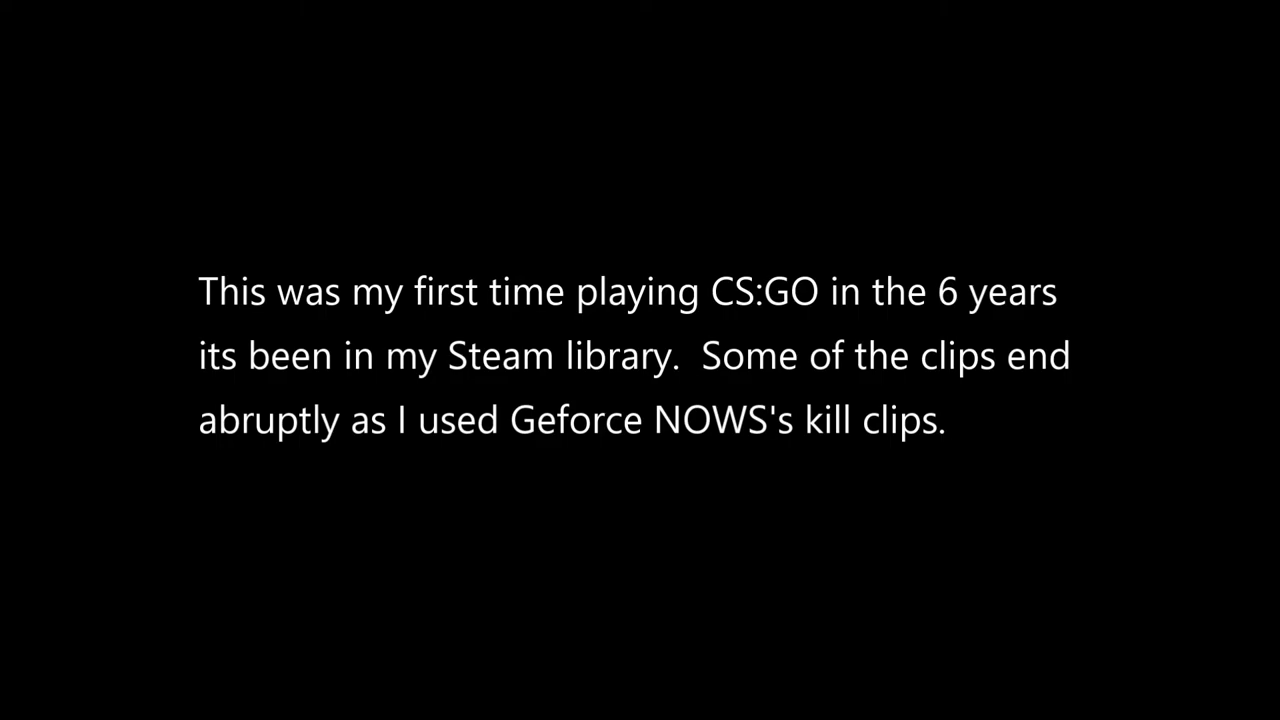 This was my first time playing CS:GO in the 6 years
its been in my Steam library.  Some of the clips end
abruptly as I used Geforce NOWS's kill clips.